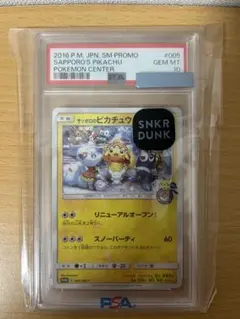 2016 P.M. JPN. SM PROMO #005
SAPPORO'S PIKACHU GEM MT
POKEMON CENTER 10
PSA
サッポロのピカチュウ
SNKR
DUNK
リニューアルオープン!
スノーパーティ 60
PSA